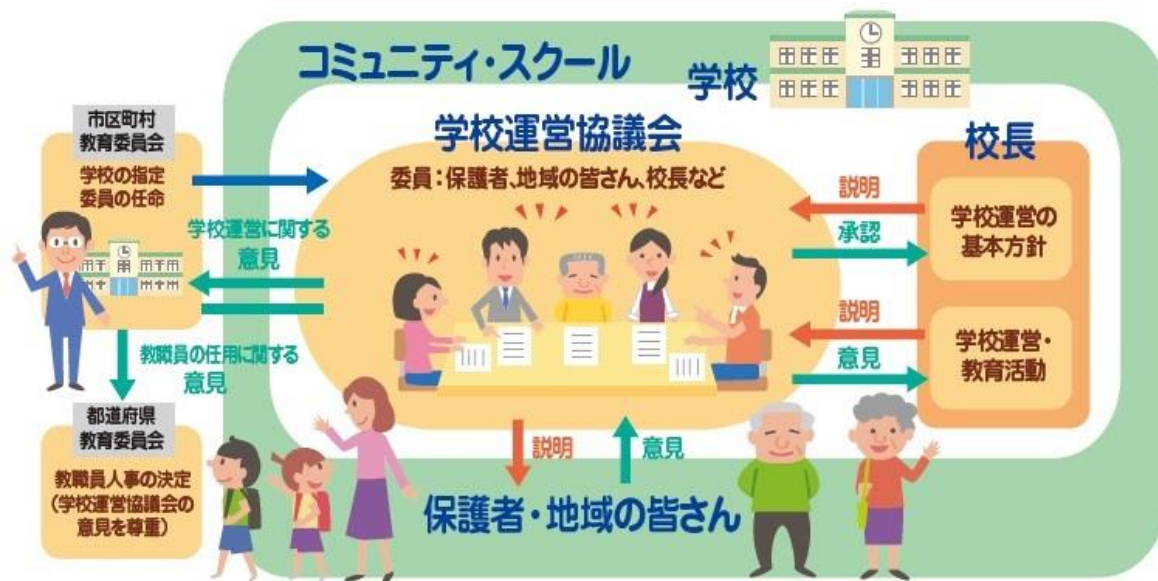 コミュニティ・スクール
学校
市区町村
教育委員会
学校の指定
委員の任命
学校運営協議会
委員:保護者、地域の皆さん、校長など
校長
説明
承認
学校運営の
基本方針
学校運営に関する
意見
説明
意見
学校運営・
教育活動
教職員の任用に関する
意見
都道府県
教育委員会
教職員人事の決定
(学校運営協議会の
意見を尊重)
説明
意見
保護者・地域の皆さん